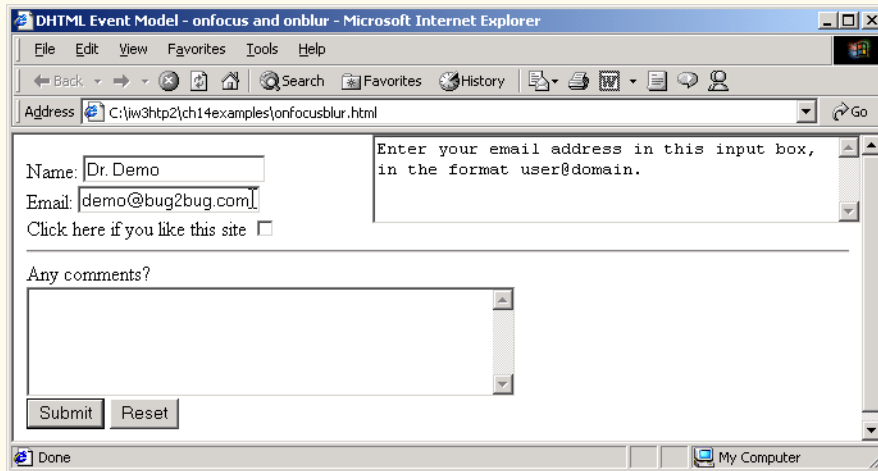 DHTML Event Model - onfocus and onblur - Microsoft Internet Explorer
File Edit View Favorites Tools Help
Back Search Favorites History
Address C:\iw3htp2\ch14examples\onfocusblur.html Go
Enter your email address in this input box,
in the format user@domain.
Name: Dr. Demo
Email: demo@bug2bug.com
Click here if you like this site
Any comments?
Submit Reset
Done My Computer